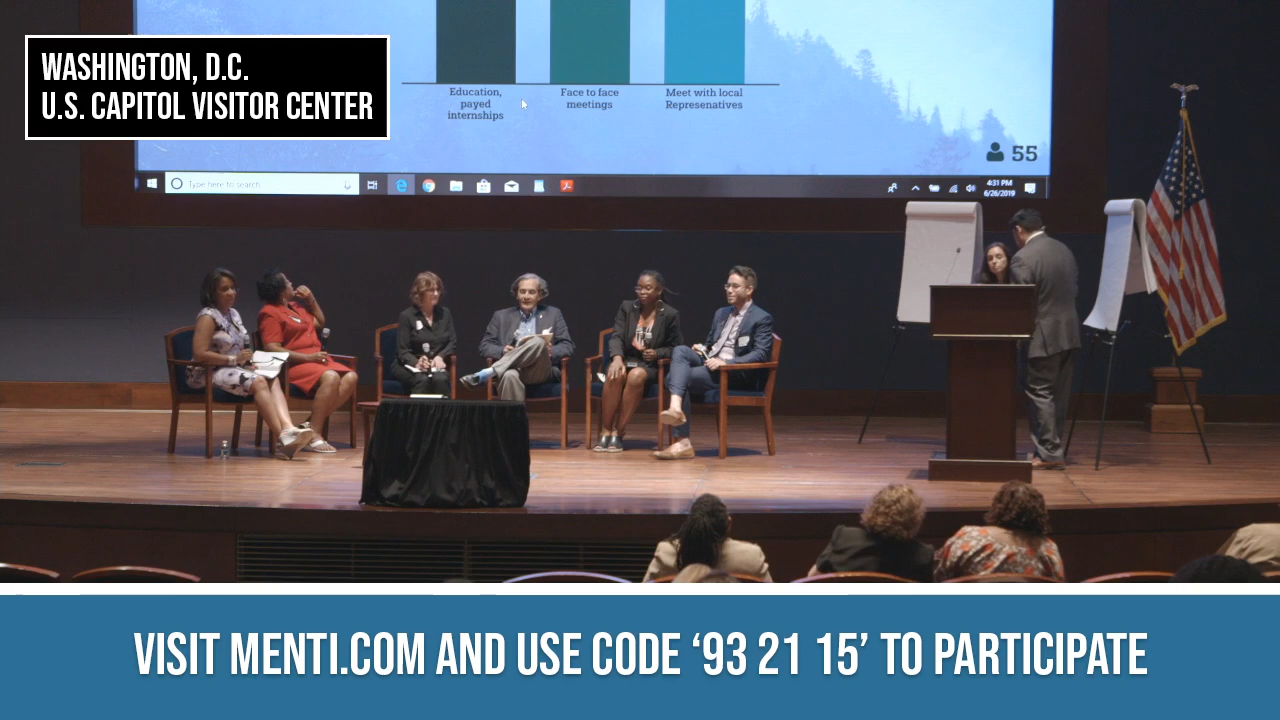 WASHINGTON, D.C.
U.S. CAPITOL VISITOR CENTER
Education,
payed
internships
Face to face
meetings
Meet with local
Represenatives
55
Type here to search
4:31 PM
6/26/2019
VISIT MENTI.COM AND USE CODE ‘93 21 15’ TO PARTICIPATE